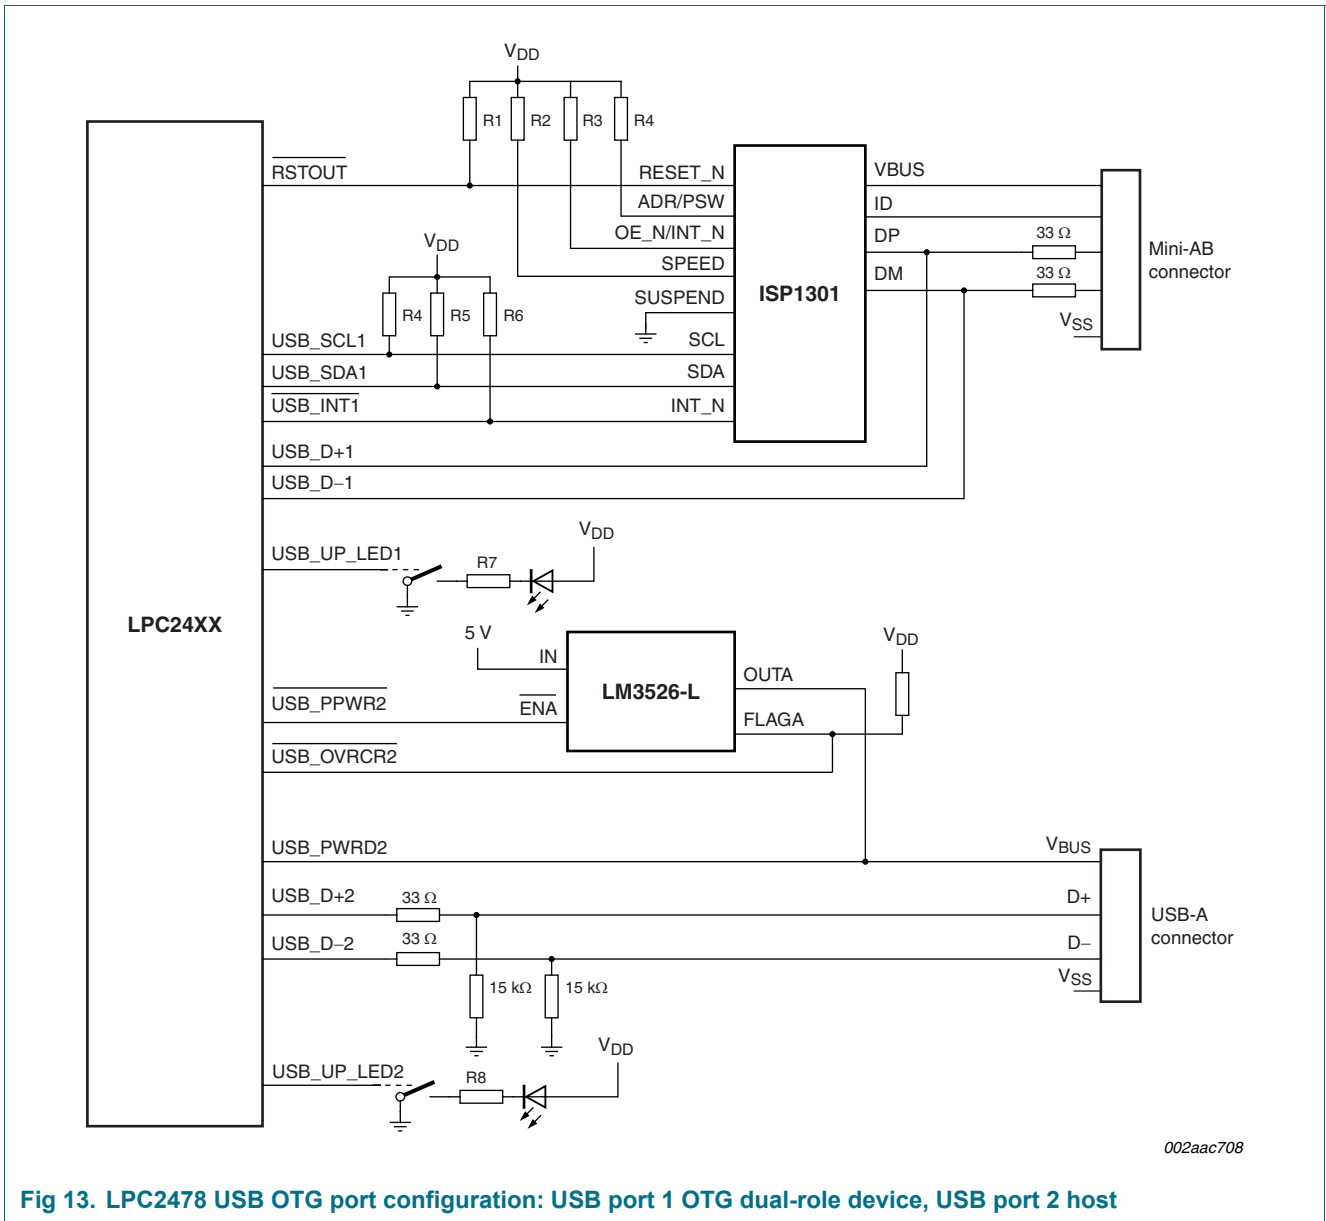 VDD
R1 R2 R3 R4
RSTOUT
RESET_N
ADR/PSW
OE_N/INT_N
SPEED
SUSPEND
SCL
SDA
INT_N
ISP1301
VBUS
ID
DP
DM
33 Ω
33 Ω
VSS
Mini-AB
connector
VDD
R4 R5 R6
USB_SCL1
USB_SDA1
USB_INT1
USB_D+1
USB_D−1
USB_UP_LED1
R7
VDD
LPC24XX
5 V
IN
ENA
LM3526-L
OUTA
FLAGA
VDD
USB_PPWR2
USB_OVRCR2
USB_PWRD2
USB_D+2
33 Ω
USB_D−2
33 Ω
15 kΩ 15 kΩ
VBUS
D+
D−
VSS
USB-A
connector
USB_UP_LED2
R8
VDD
002aac708
Fig 13. LPC2478 USB OTG port configuration: USB port 1 OTG dual-role device, USB port 2 host